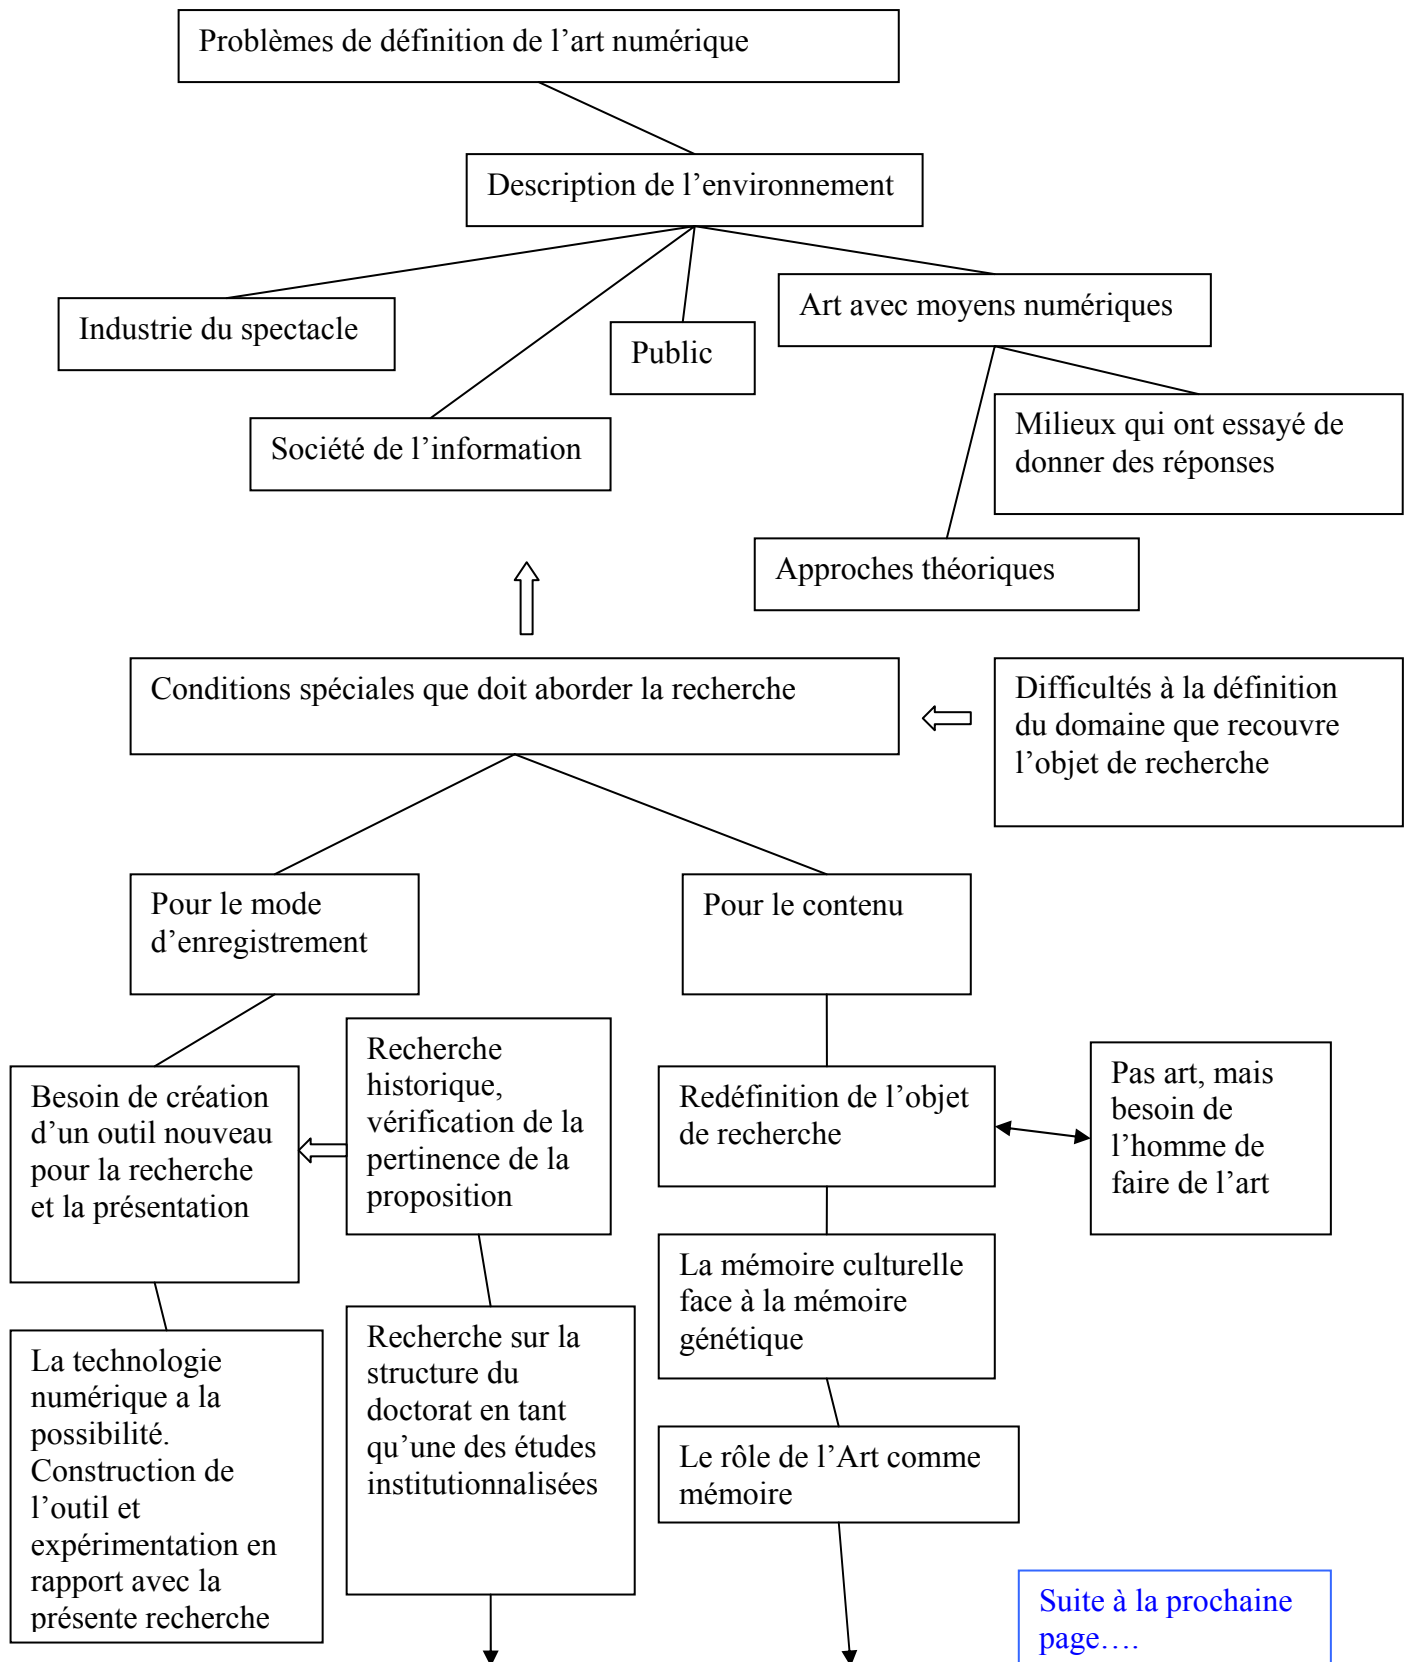 Problèmes de définition de l’art numérique
Description de l’environnement
Industrie du spectacle
Public
Art avec moyens numériques
Société de l’information
Milieux qui ont essayé de
donner des réponses
Approches théoriques
Conditions spéciales que doit aborder la recherche
Difficultés à la définition
du domaine que recouvre
l’objet de recherche
Pour le mode
d’enregistrement
Pour le contenu
Besoin de création
d’un outil nouveau
pour la recherche
et la présentation
Recherche
historique,
vérification de la
pertinence de la
proposition
Redéfinition de l’objet
de recherche
Pas art, mais
besoin de
l’homme de
faire de l’art
La mémoire culturelle
face à la mémoire
génétique
La technologie
numérique a la
possibilité.
Construction de
l’outil et
expérimentation en
rapport avec la
présente recherche
Recherche sur la
structure du
doctorat en tant
qu’une des études
institutionnalisées
Le rôle de l’Art comme
mémoire
Suite à la prochaine
page….